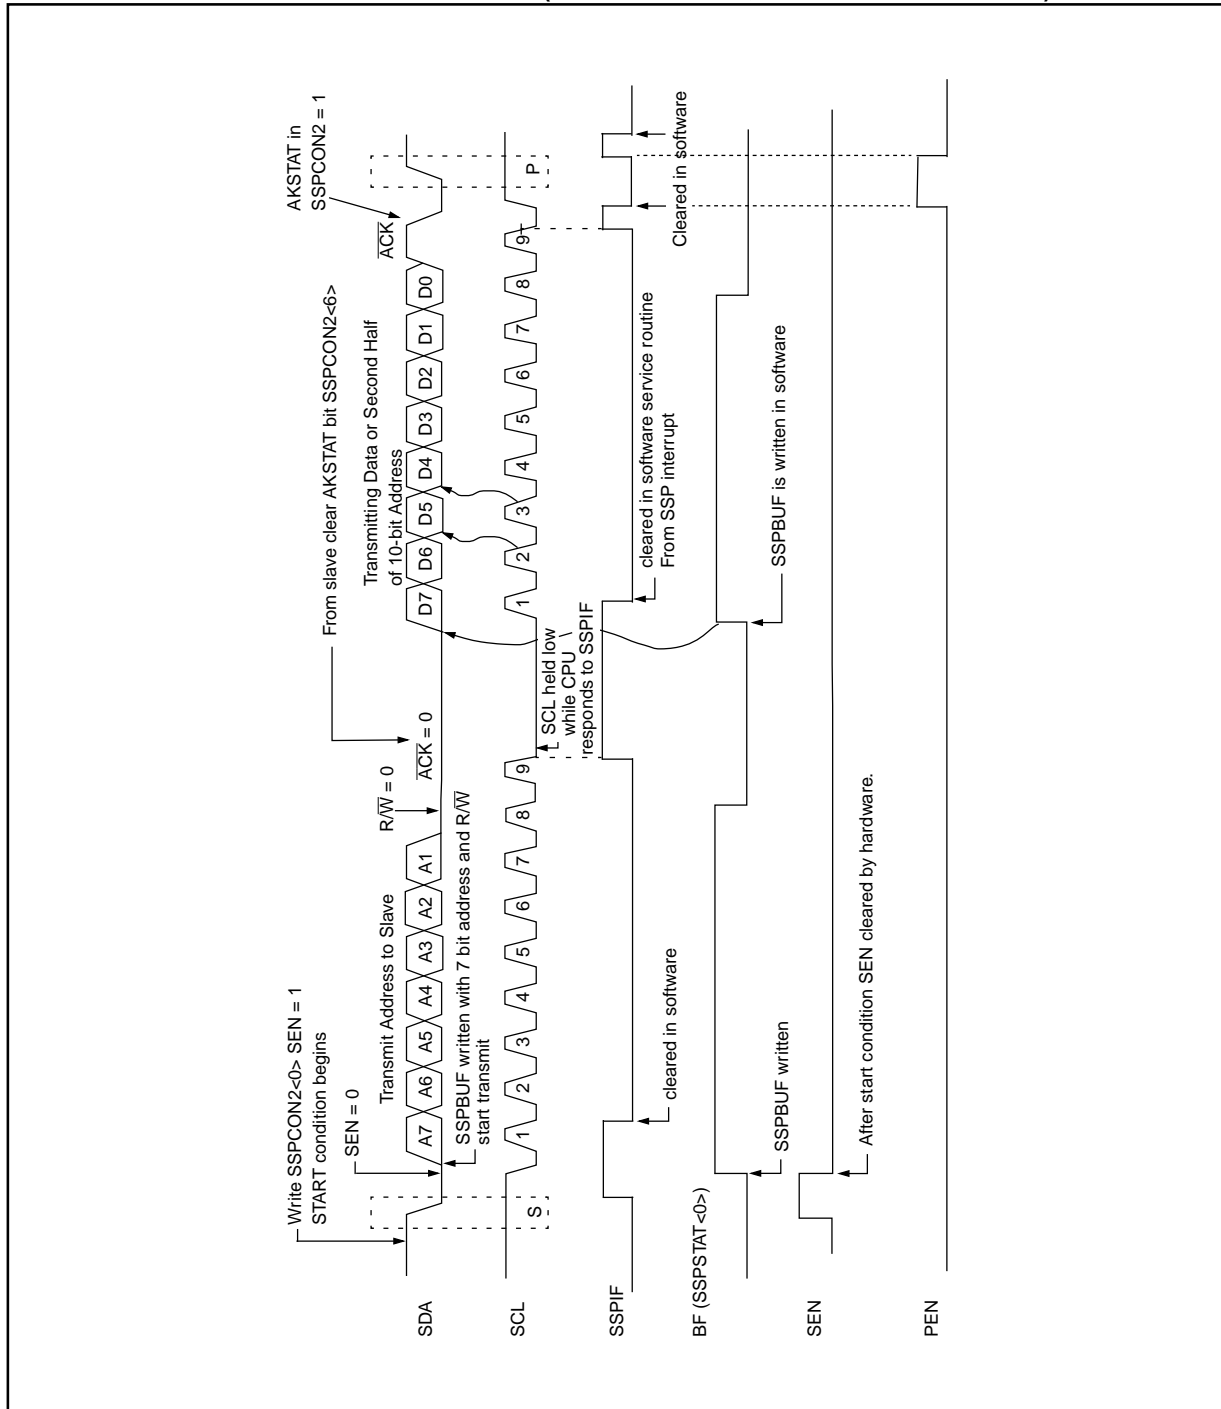 Write SSPCON2<0> SEN = 1
START condition begins
SEN = 0
Transmit Address to Slave
R/W = 0
ACK = 0
From slave clear AKSTAT bit SSPCON2<6>
Transmitting Data or Second Half
of 10-bit Address
ACK
AKSTAT in
SSPCON2 = 1
SDA
A7 A6 A5 A4 A3 A2 A1
D7 D6 D5 D4 D3 D2 D1 D0
SSPBUF written with 7 bit address and R/W
start transmit
SCL
S
1 2 3 4 5 6 7 8 9
1 2 3 4 5 6 7 8 9
P
SCL held low
while CPU
responds to SSPIF
SSPIF
cleared in software
cleared in software service routine
From SSP interrupt
Cleared in software
BF (SSPSTAT<0>)
SSPBUF written
SSPBUF is written in software
SEN
After start condition SEN cleared by hardware.
PEN